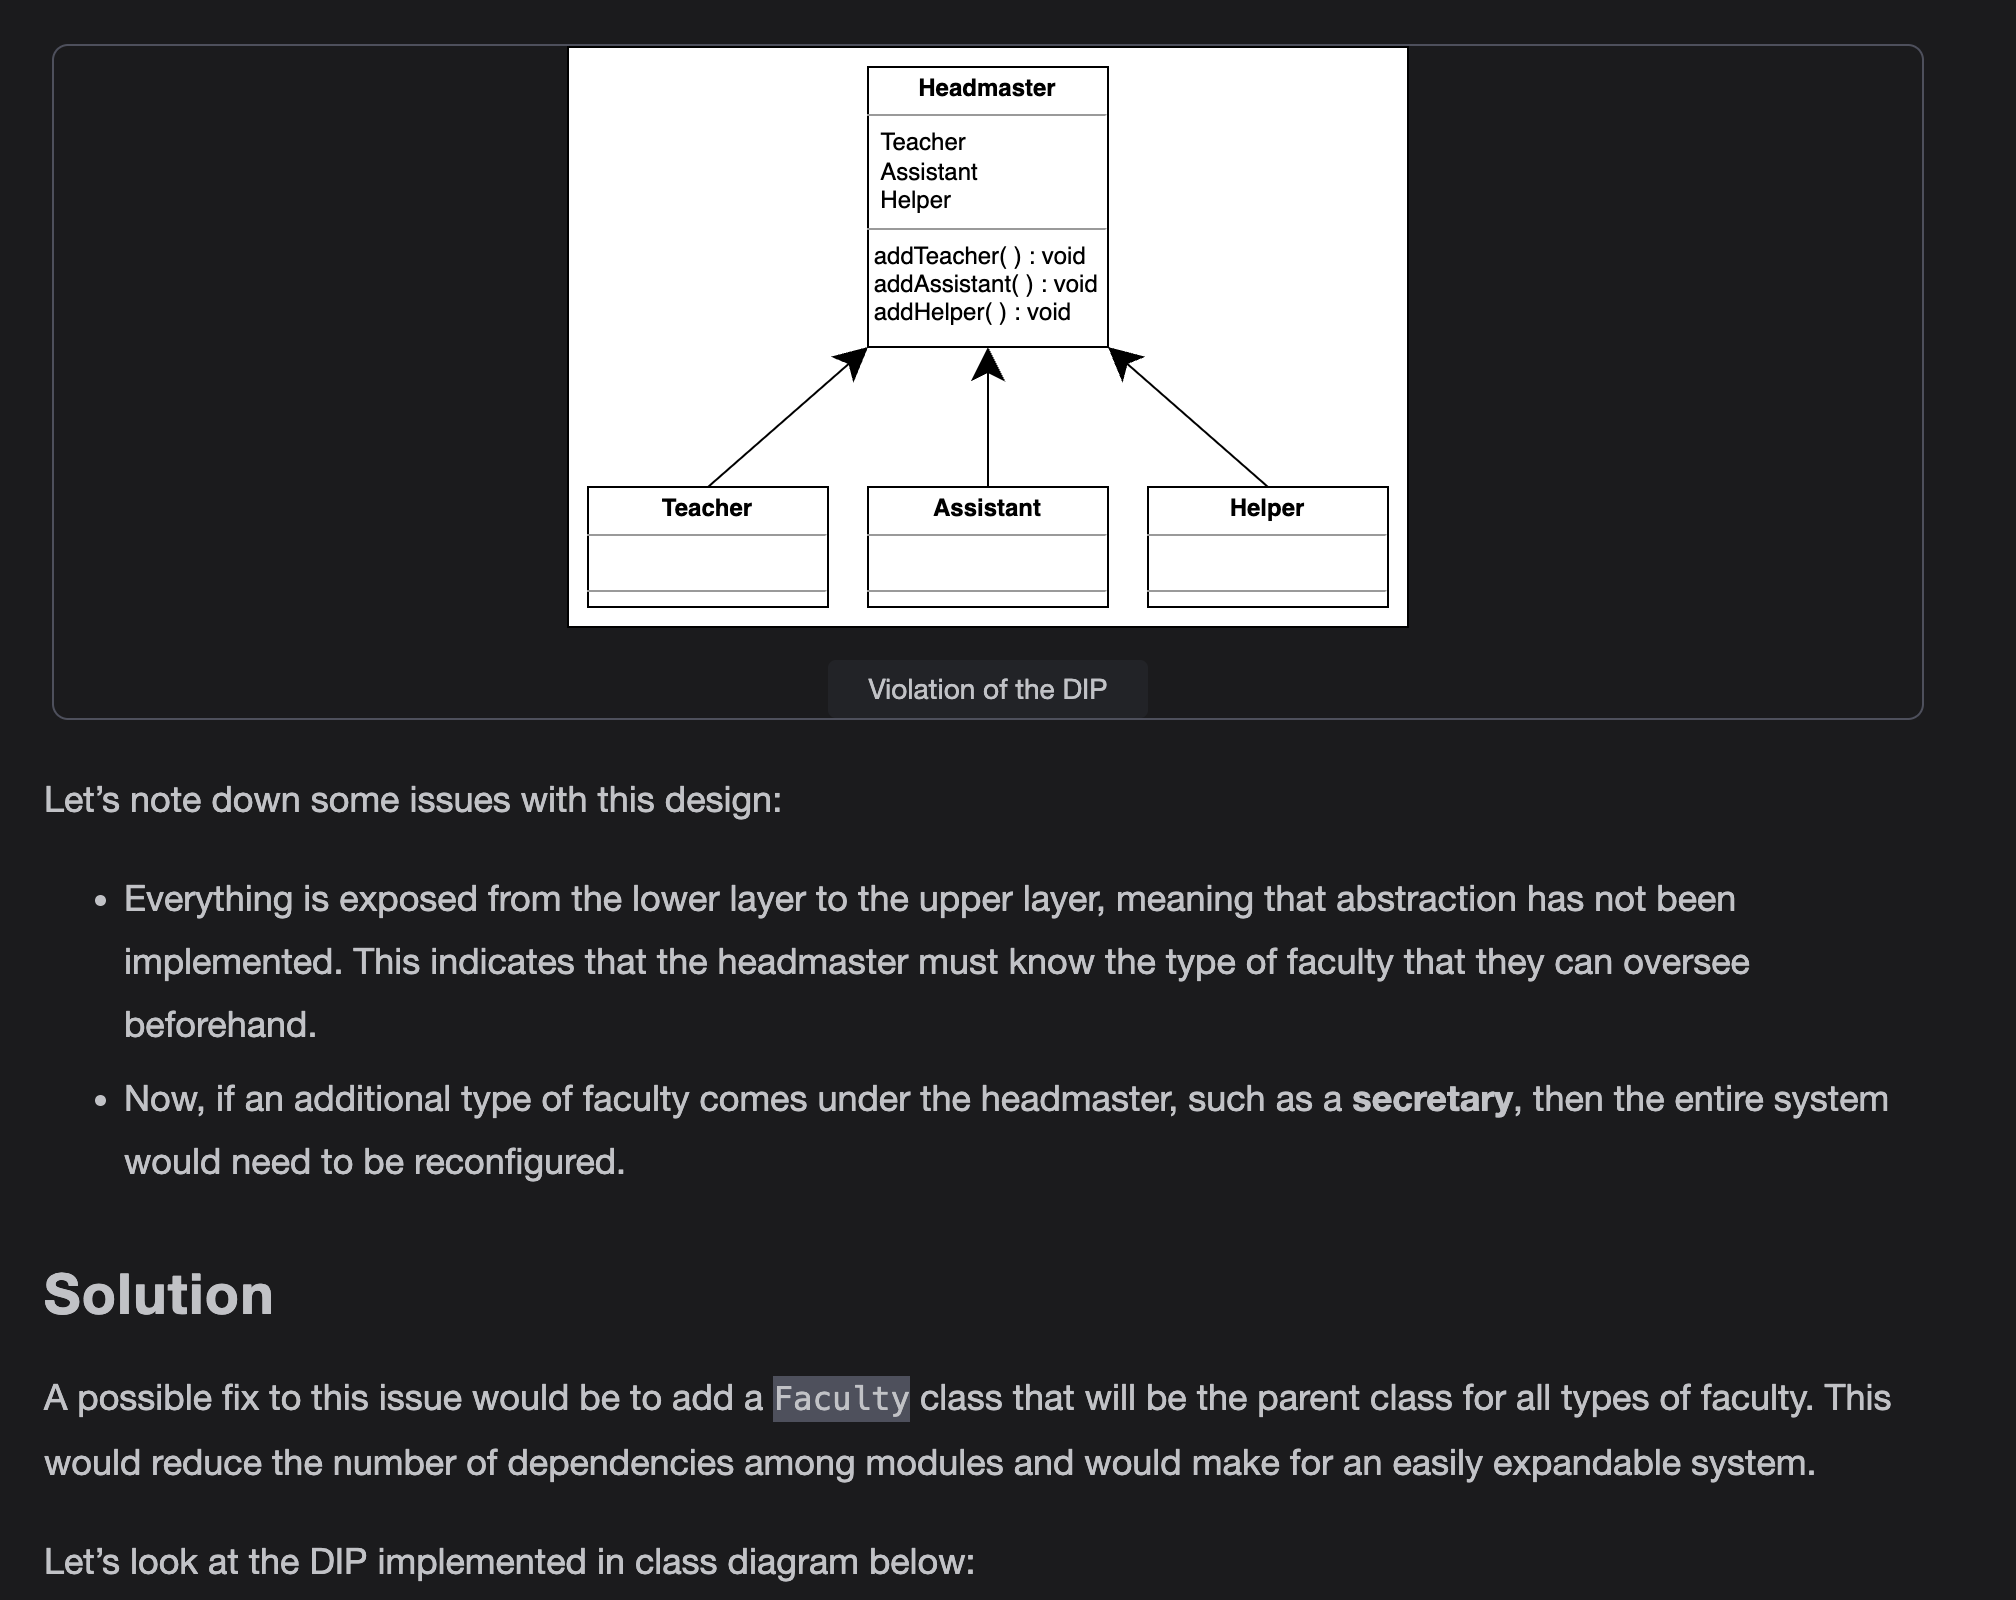 Headmaster
Teacher
Assistant
Helper
addTeacher( ) : void
addAssistant( ) : void
addHelper( ) : void
Teacher
Assistant
Helper
Violation of the DIP
Let’s note down some issues with this design:
• Everything is exposed from the lower layer to the upper layer, meaning that abstraction has not been
implemented. This indicates that the headmaster must know the type of faculty that they can oversee
beforehand.
• Now, if an additional type of faculty comes under the headmaster, such as a secretary, then the entire system
would need to be reconfigured.
Solution
A possible fix to this issue would be to add a Faculty class that will be the parent class for all types of faculty. This
would reduce the number of dependencies among modules and would make for an easily expandable system.
Let’s look at the DIP implemented in class diagram below: